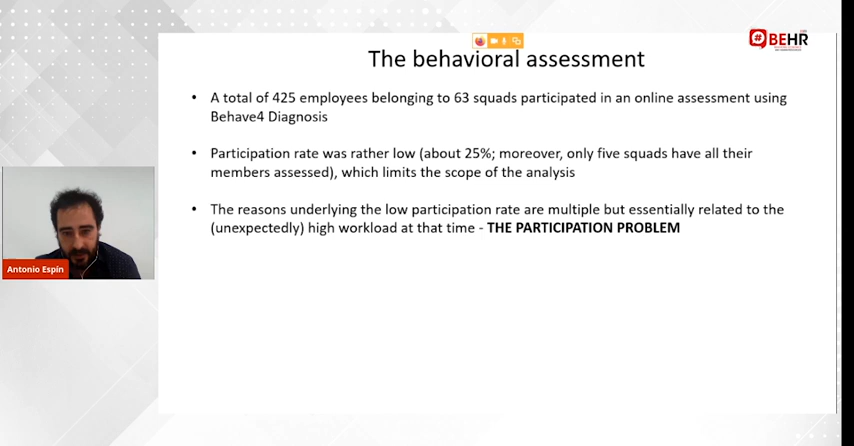 #BEHR
The behavioral assessment
• A total of 425 employees belonging to 63 squads participated in an online assessment using
Behave4 Diagnosis
• Participation rate was rather low (about 25%; moreover, only five squads have all their
members assessed), which limits the scope of the analysis
• The reasons underlying the low participation rate are multiple but essentially related to the
(unexpectedly) high workload at that time - THE PARTICIPATION PROBLEM
Antonio Espín